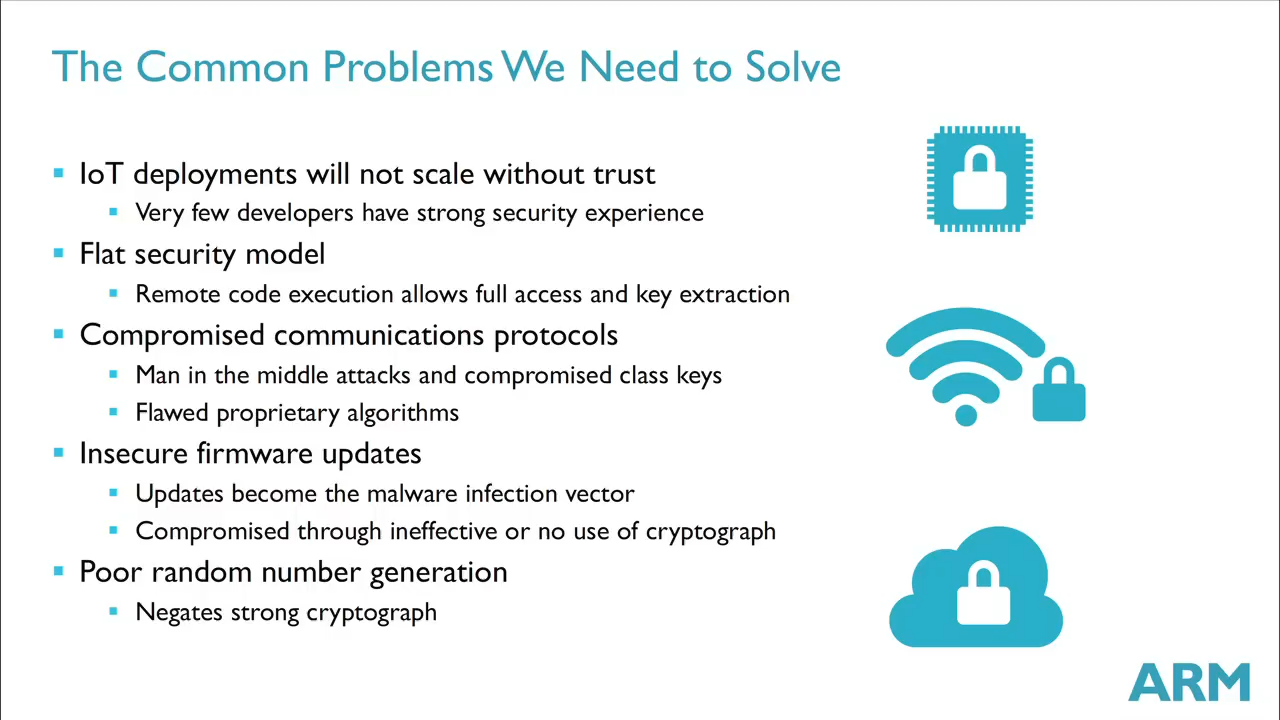 The Common Problems We Need to Solve
IoT deployments will not scale without trust
Very few developers have strong security experience
Flat security model
Remote code execution allows full access and key extraction
Compromised communications protocols
Man in the middle attacks and compromised class keys
Flawed proprietary algorithms
Insecure firmware updates
Updates become the malware infection vector
Compromised through ineffective or no use of cryptograph
Poor random number generation
Negates strong cryptograph
ARM